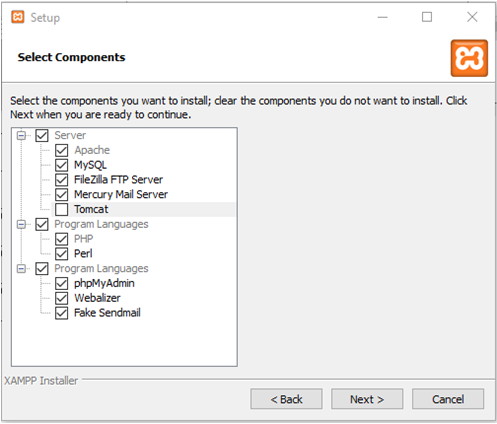 Setup
Select Components
Select the components you want to install; clear the components you do not want to install. Click
Next when you are ready to continue.
Server
Apache
MySQL
FileZilla FTP Server
Mercury Mail Server
Tomcat
Program Languages
PHP
Perl
Program Languages
phpMyAdmin
Webalizer
Fake Sendmail
XAMPP Installer
< Back
Next >
Cancel